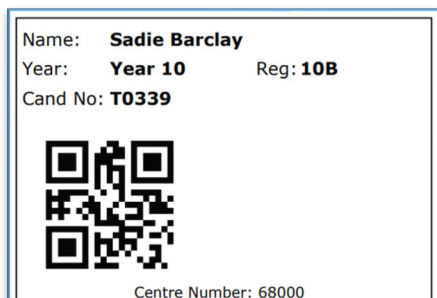 Name: Sadie Barclay
Year: Year 10 Reg: 10B
Cand No: T0339
Centre Number: 68000